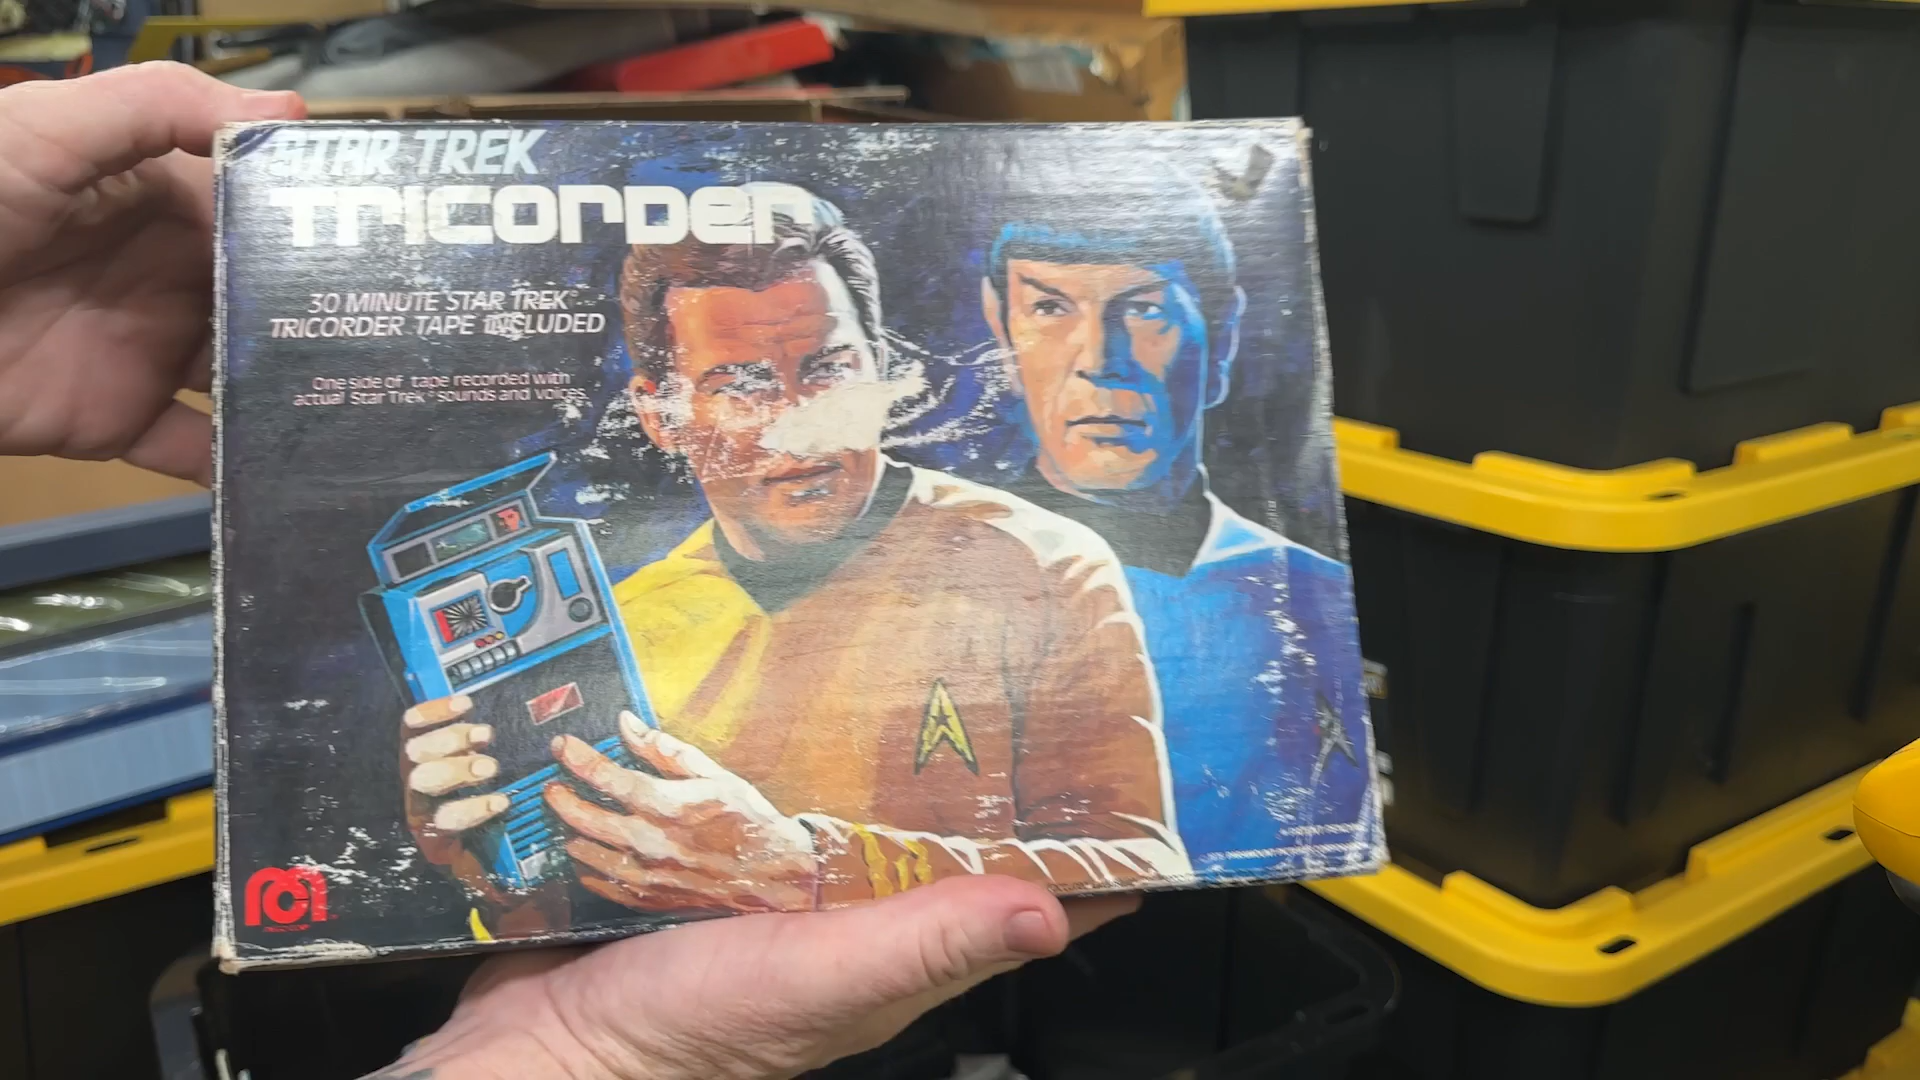 STAR TREK
TRICORDER
30 MINUTE STAR TREK
TRICORDER TAPE INCLUDED
One side of tape recorded with
actual Star Trek® sounds and voices.